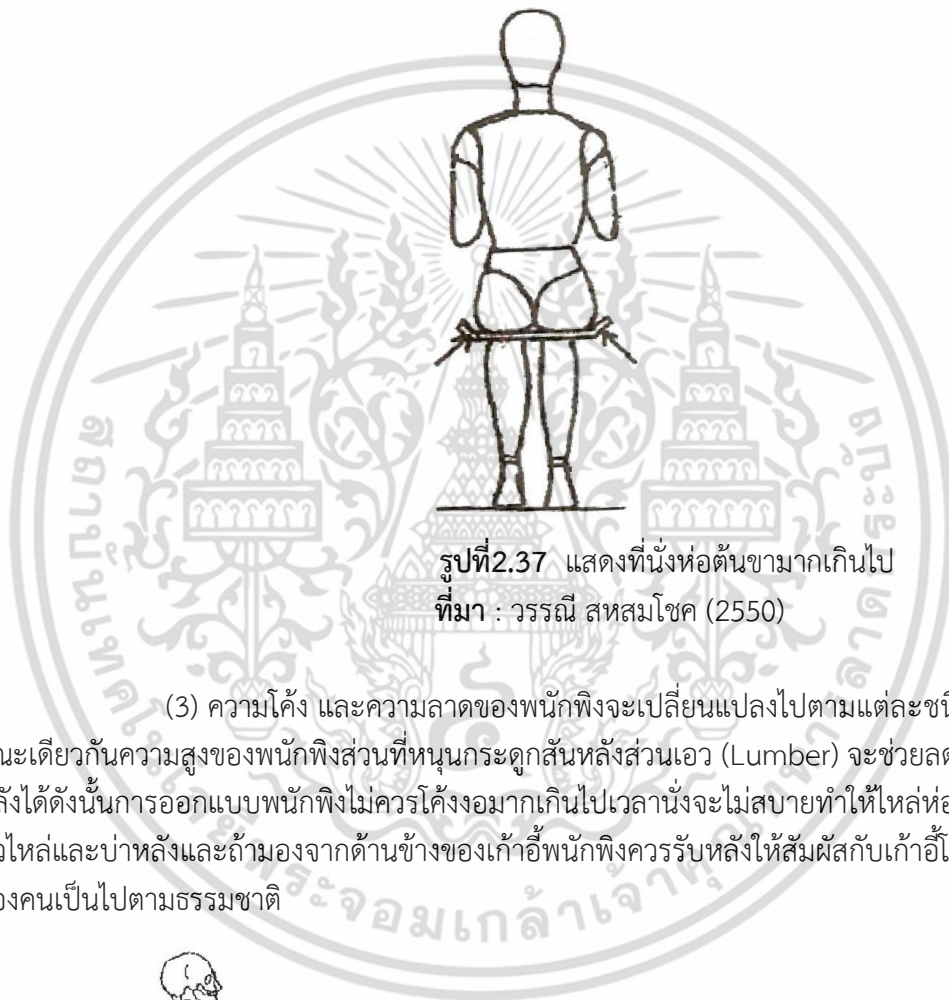 รูปที่2.37 แสดงที่นั่งห่อต้นขามากเกินไป
ที่มา : วรรณี สหสมโชค (2550)
(3) ความโค้ง และความลาดของพนักพิงจะเปลี่ยนแปลงไปตามแต่ละชนิ
ณะเดียวกันความสูงของพนักพิงส่วนที่หนุนกระดูกสันหลังส่วนเอว (Lumber) จะช่วยลด
ลังได้ดังนั้นการออกแบบพนักพิงไม่ควรโค้งงอมากเกินไปเวลานั่งจะไม่สบายทำให้ไหล่ห่อ
วไหล่และบ่าหลังและถ้ามองจากด้านข้างของเก้าอี้พนักพิงควรรับหลังให้สัมผัสกับเก้าอี้โ
องคนเป็นไปตามธรรมชาติ